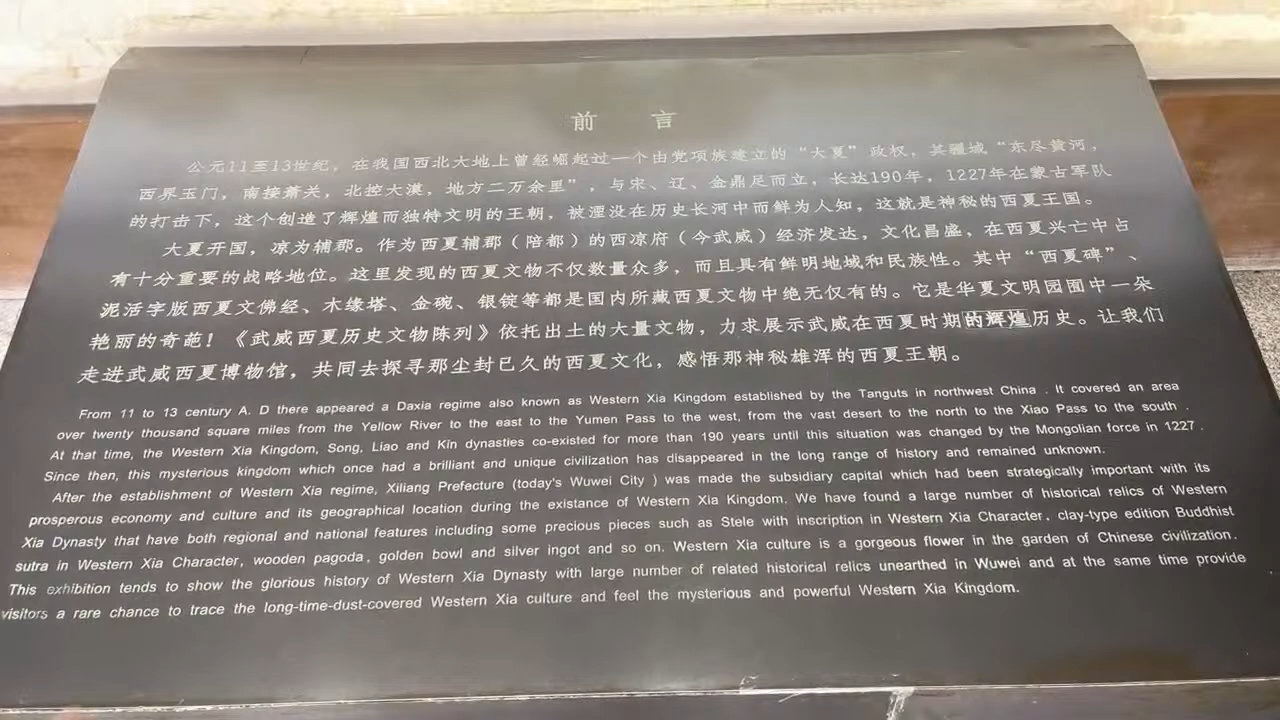 前 言
公元11至13世纪，在我国西北大地上曾经崛起过一个由党项族建立的“大夏”政权，其疆域“东尽黄河，
西界玉门，南接萧关，北控大漠，地方二万余里”，与宋、辽、金鼎足而立，长达190年，1227年在蒙古军队
的打击下，这个创造了辉煌而独特文明的王朝，被湮没在历史长河中而鲜为人知，这就是神秘的西夏王国。
大夏开国，凉为辅郡。作为西夏辅郡（陪都）的西凉府（今武威）经济发达，文化昌盛，在西夏兴亡中占
有十分重要的战略地位。这里发现的西夏文物不仅数量众多，而且具有鲜明地域和民族性。其中“西夏碑”、
泥活字版西夏文佛经、木缘塔、金碗、银锭等都是国内所藏西夏文物中绝无仅有的。它是华夏文明园囿中一朵
艳丽的奇葩！《武威西夏历史文物陈列》依托出土的大量文物，力求展示武威在西夏时期的辉煌历史。让我们
走进武威西夏博物馆，共同去探寻那尘封已久的西夏文化，感悟那神秘雄浑的西夏王朝。
From 11 to 13 century A. D there appeared a Daxia regime also known as Western Xia Kingdom established by the Tanguts in northwest China . It covered an area
over twenty thousand square miles from the Yellow River to the east to the Yumen Pass to the west, from the vast desert to the north to the Xiao Pass to the south .
At that time, the Western Xia Kingdom, Song, Liao and Kin dynasties co-existed for more than 190 years until this situation was changed by the Mongolian force in 1227 .
Since then, this mysterious kingdom which once had a brilliant and unique civilization has disappeared in the long range of history and remained unknown.
After the establishment of Western Xia regime, Xiliang Prefecture (today's Wuwei City ) was made the subsidiary capital which had been strategically important with its
prosperous economy and culture and its geographical location during the existance of Western Xia Kingdom. We have found a large number of historical relics of Western
Xia Dynasty that have both regional and national features including some precious pieces such as Stele with inscription in Western Xia Character, clay-type edition Buddhist
sutra in Western Xia Character, wooden pagoda, golden bowl and silver ingot and so on. Western Xia culture is a gorgeous flower in the garden of Chinese civilization.
This exhibition tends to show the glorious history of Western Xia Dynasty with large number of related historical relics unearthed in Wuwei and at the same time provide
visitors a rare chance to trace the long-time-dust-covered Western Xia culture and feel the mysterious and powerful Western Xia Kingdom.